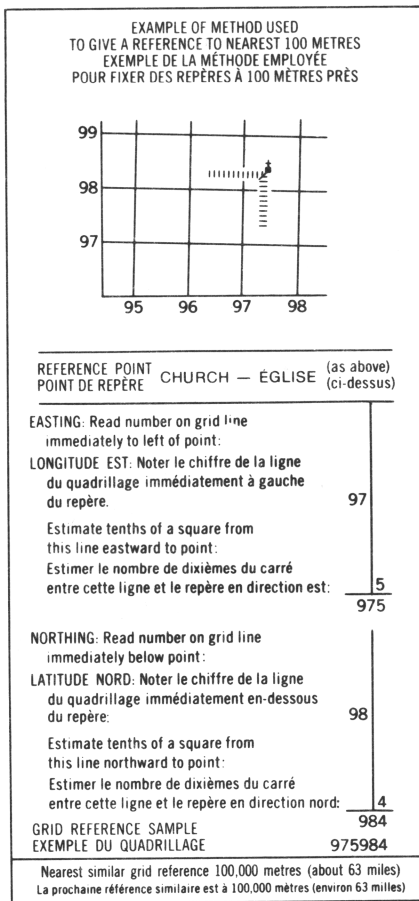 EXAMPLE OF METHOD USED
TO GIVE A REFERENCE TO NEAREST 100 METRES
EXEMPLE DE LA MÉTHODE EMPLOYÉE
POUR FIXER DES REPÈRES À 100 MÈTRES PRÈS
99
98
97
95 96 97 98
REFERENCE POINT CHURCH — ÉGLISE (as above)
POINT DE REPÈRE (ci-dessus)
EASTING: Read number on grid line
immediately to left of point:
LONGITUDE EST: Noter le chiffre de la ligne
du quadrillage immédiatement à gauche
du repère. 97
Estimate tenths of a square from
this line eastward to point:
Estimer le nombre de dixièmes du carré
entre cette ligne et le repère en direction est: 5
975
NORTHING: Read number on grid line
immediately below point:
LATITUDE NORD: Noter le chiffre de la ligne
du quadrillage immédiatement en-dessous
du repère: 98
Estimate tenths of a square from
this line northward to point:
Estimer le nombre de dixièmes du carré
entre cette ligne et le repère en direction nord: 4
GRID REFERENCE SAMPLE 984
EXEMPLE DU QUADRILLAGE 975984
Nearest similar grid reference 100,000 metres (about 63 miles)
La prochaine référence similaire est à 100,000 mètres (environ 63 milles)